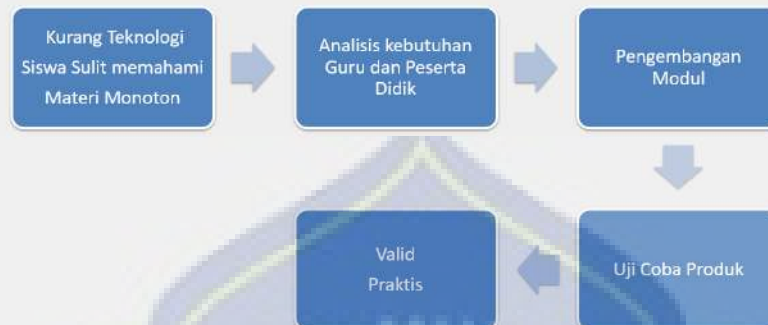 Kurang Teknologi
Siswa Sulit memahami
Materi Monoton
Analisis kebutuhan
Guru dan Peserta
Didik
Pengembangan
Modul
Uji Coba Produk
Valid
Praktis